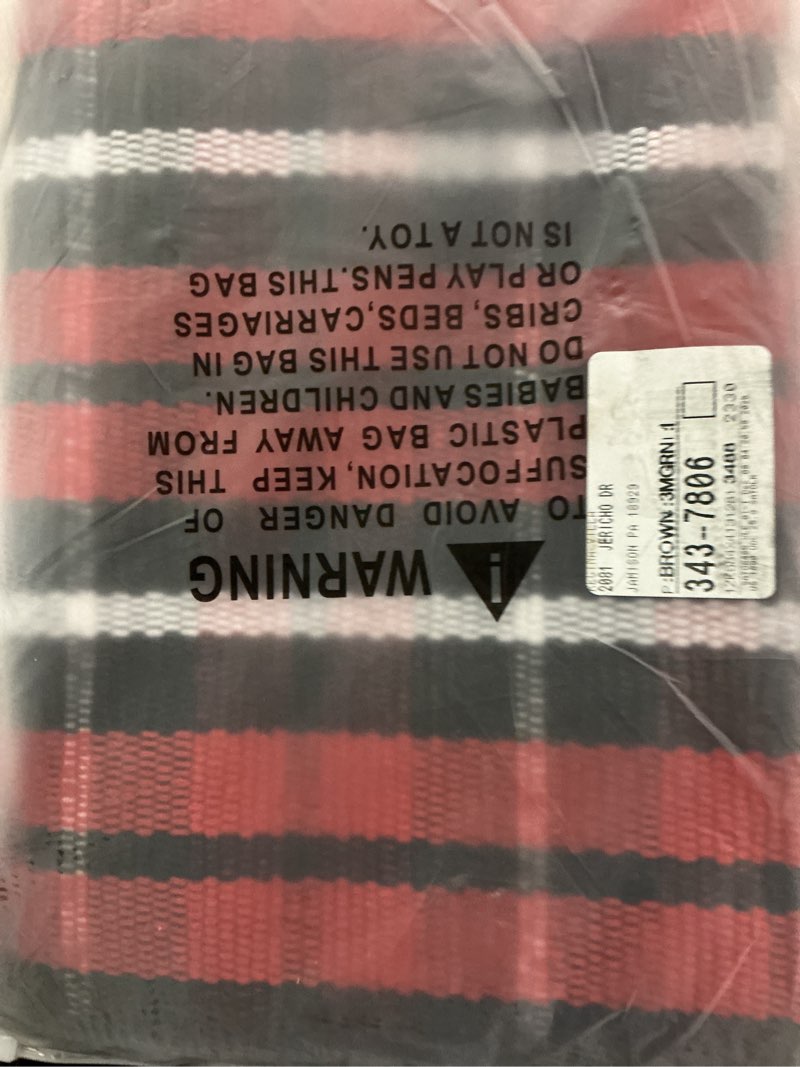 WARNING
TO AVOID DANGER OF
SUFFOCATION, KEEP THIS
PLASTIC BAG AWAY FROM
BABIES AND CHILDREN.
DO NOT USE THIS BAG IN
CRIBS, BEDS,CARRIAGES
OR PLAY PENS.THIS BAG
IS NOT A TOY.
2081 JERICHO DR
JAMISON PA 18929
P:BROWN
343-7806
3488 2330